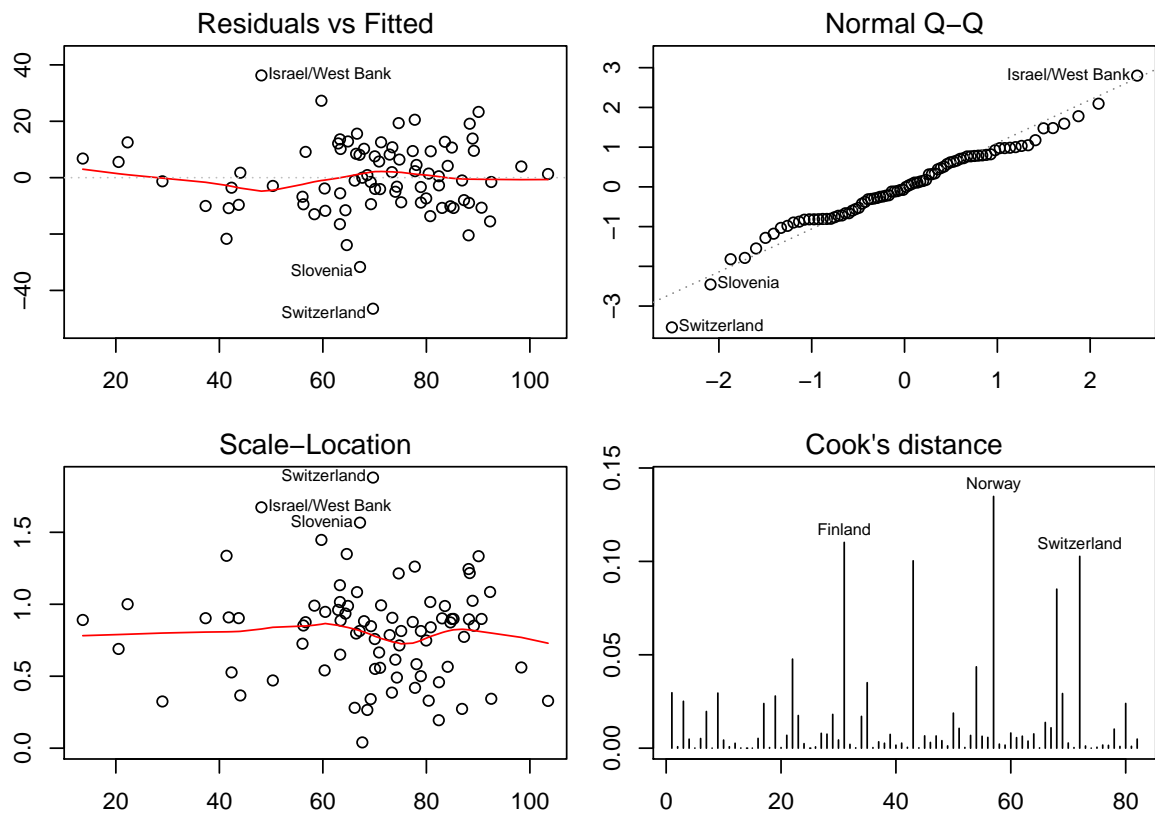 Residuals vs Fitted
40
20
0
−40
20
40
60
80
100
Israel/West Bank
Slovenia
Switzerland
Normal Q−Q
3
2
1
0
−1
−3
−2
−1
0
1
2
Israel/West Bank
Slovenia
Switzerland
Scale−Location
1.5
1.0
0.5
0.0
20
40
60
80
100
Switzerland
Israel/West Bank
Slovenia
Cook's distance
0.15
0.10
0.05
0.00
0
20
40
60
80
Norway
Finland
Switzerland